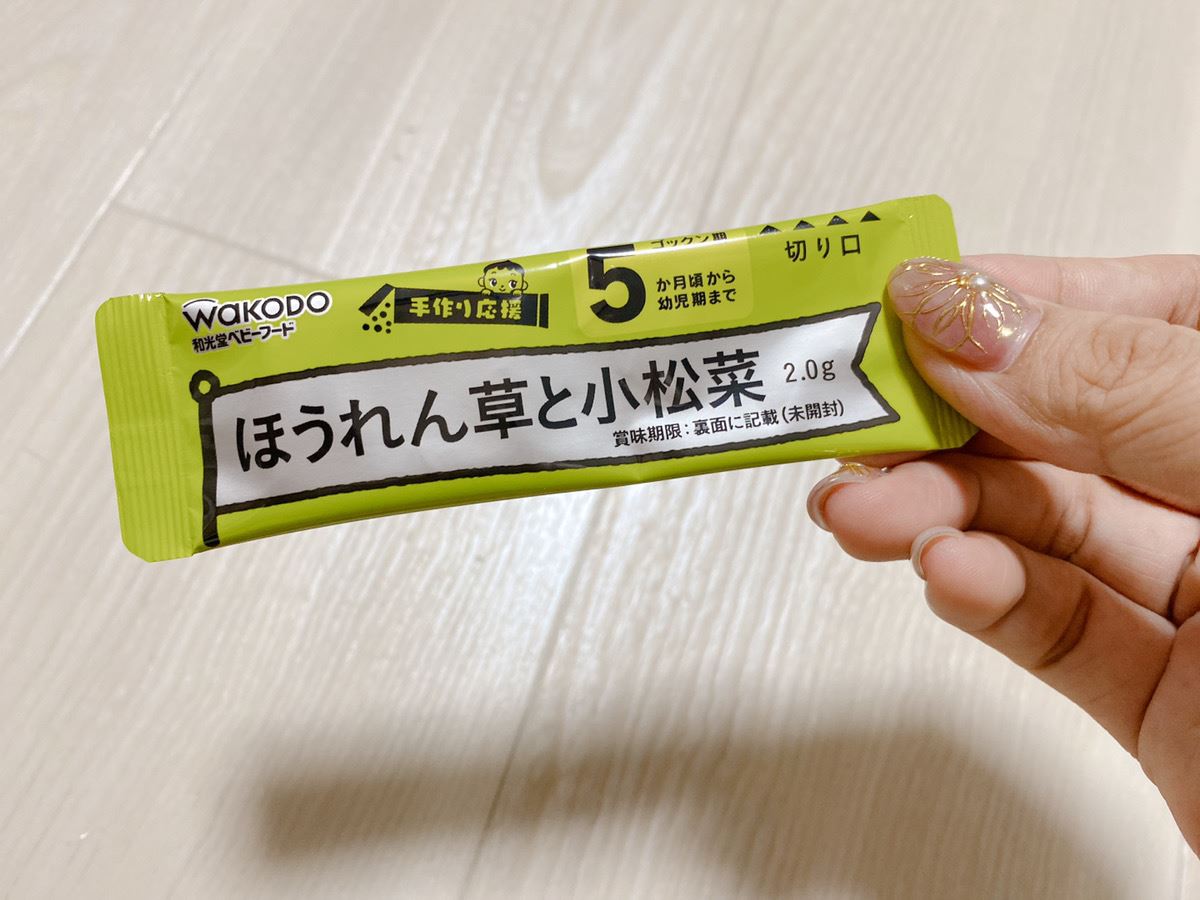 wakodo
和光堂ベビーフード
手作り応援
ゴックン期
5か月頃から
幼児期まで
切り口
ほうれん草と小松菜 2.0g
賞味期限：裏面に記載(未開封)